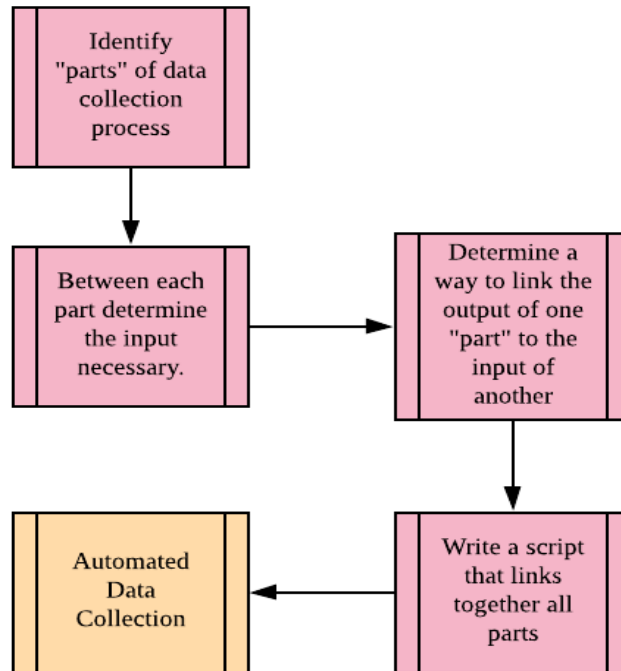 Identify
"parts" of data
collection
process
Between each
part determine
the input
necessary.
Determine a
way to link the
output of one
"part" to the
input of
another
Write a script
that links
together all
parts
Automated
Data
Collection